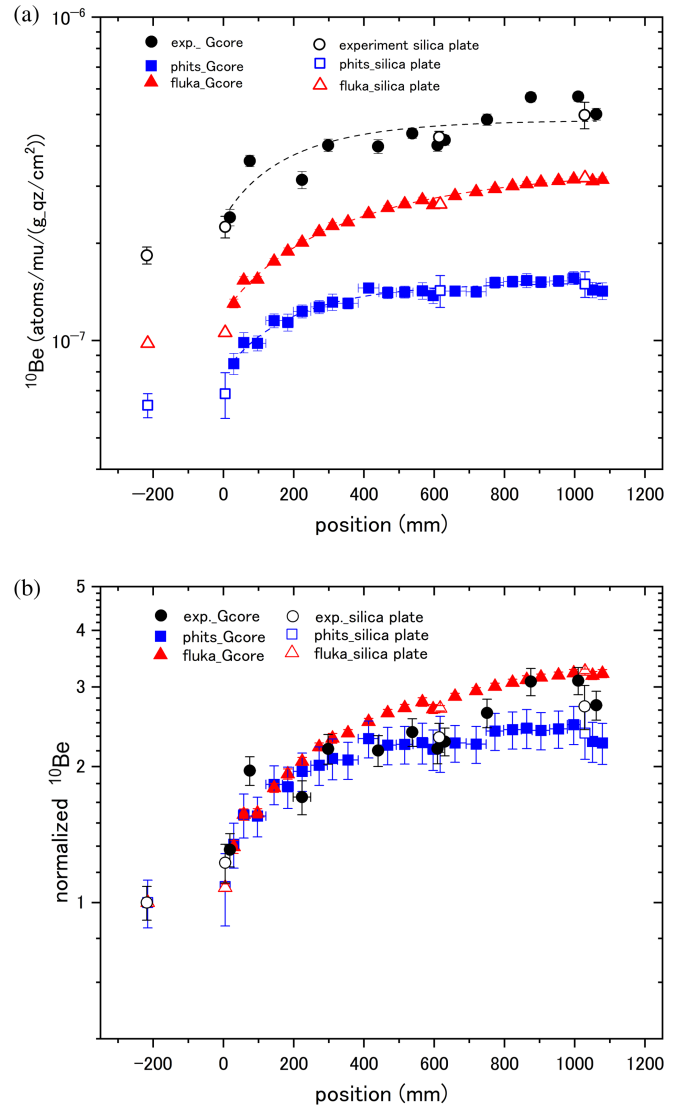 (a)
10⁻⁶
exp._ Gcore
phits_Gcore
fluka_Gcore
experiment silica plate
phits_silica plate
fluka_silica plate
¹⁰Be (atoms/mu/(g_qz/cm²))
10⁻⁷
−200 0 200 400 600 800 1000 1200
position (mm)
(b)
5
exp._Gcore
phits_Gcore
fluka_Gcore
exp._silica plate
phits_silica plate
fluka_silica plate
4
3
normalized ¹⁰Be
2
1
-200 0 200 400 600 800 1000 1200
position (mm)